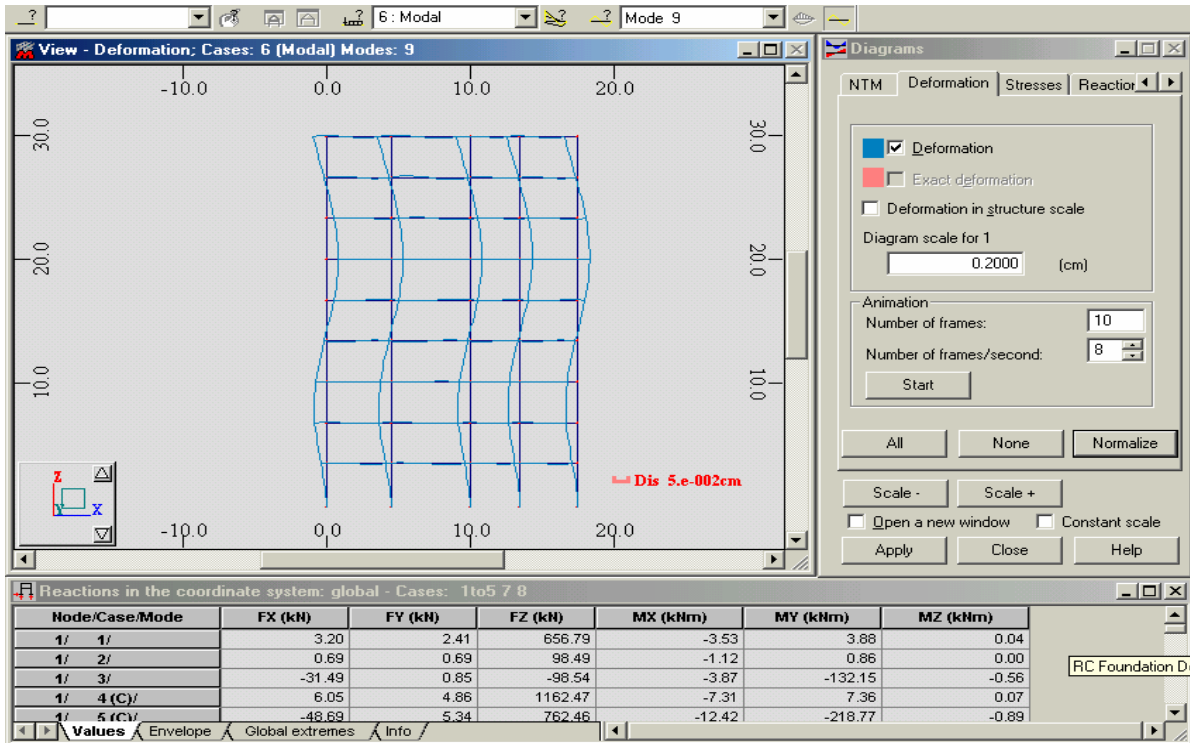 6 : Modal
Mode 9
View - Deformation; Cases: 6 (Modal) Modes: 9
-10.0 0.0 10.0 20.0
30.0 30.0
20.0 20.0
10.0 10.0
Dis 5.e-002cm
Z
Y X
-10.0 0.0 10.0 20.0
Diagrams
NTM Deformation Stresses Reaction
Deformation
Exact deformation
Deformation in structure scale
Diagram scale for 1
0.2000 (cm)
Animation
Number of frames: 10
Number of frames/second: 8
Start
All None Normalize
Scale - Scale +
Open a new window Constant scale
Apply Close Help
Reactions in the coordinate system: global - Cases: 1to5 7 8
Node/Case/Mode FX (kN) FY (kN) FZ (kN) MX (kNm) MY (kNm) MZ (kNm)
1/ 1/ 3.20 2.41 656.79 -3.53 3.88 0.04
1/ 2/ 0.69 0.69 98.49 -1.12 0.86 0.00
1/ 3/ -31.49 0.85 -98.54 -3.87 -132.15 -0.56
1/ 4 (C)/ 6.05 4.86 1162.47 -7.31 7.36 0.07
1/ 5 (C)/ -48.69 5.34 762.46 -12.42 -218.77 -0.89
RC Foundation D
Values Envelope Global extremes Info